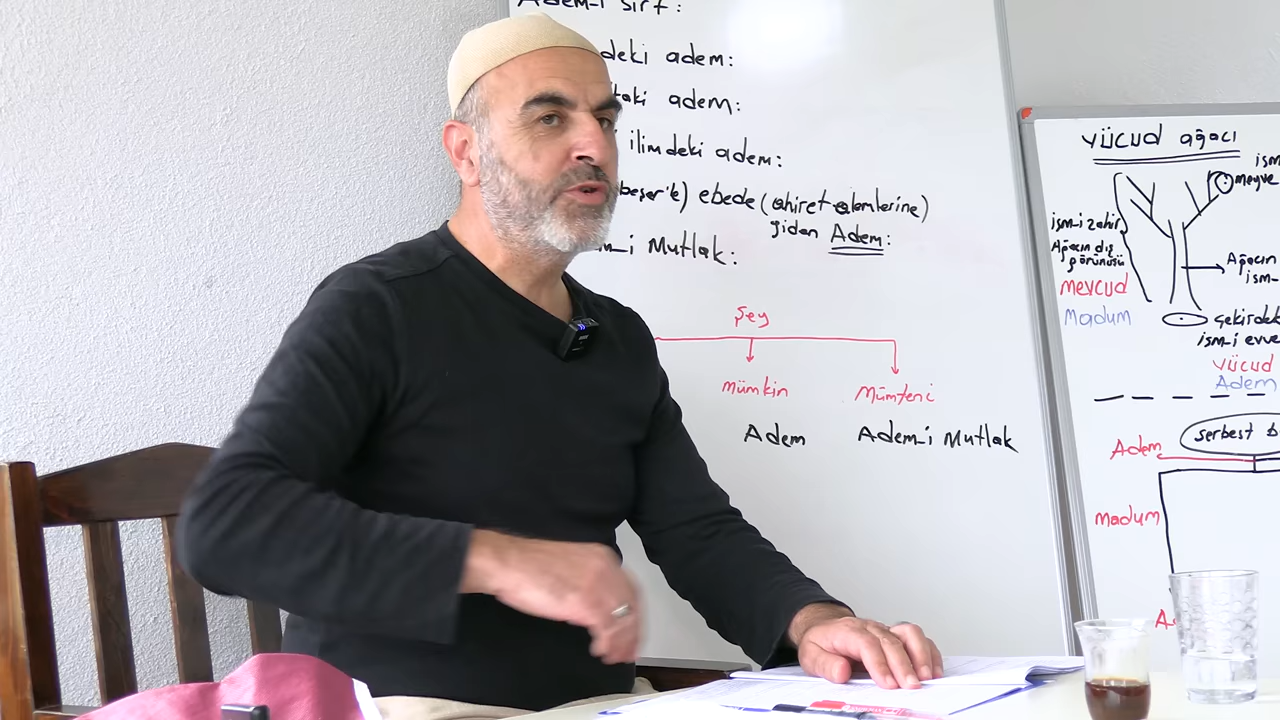 Adem-i Sırf:
deki adem:
taki adem:
ilimdeki adem:
beşer'le) ebede (ahiret alemlerine)
giden Adem:
m-i Mutlak:
Şey
Mümkin
Mümteni
Adem
Adem-i Mutlak
vücud ağacı
ism
meyve
ism-i zahir
Ağacın dış
görünüşü
Ağacın
ism-
mevcud
Madum
çekirdek
ism-i evve
vücud
Adem
serbest b
Adem
madum